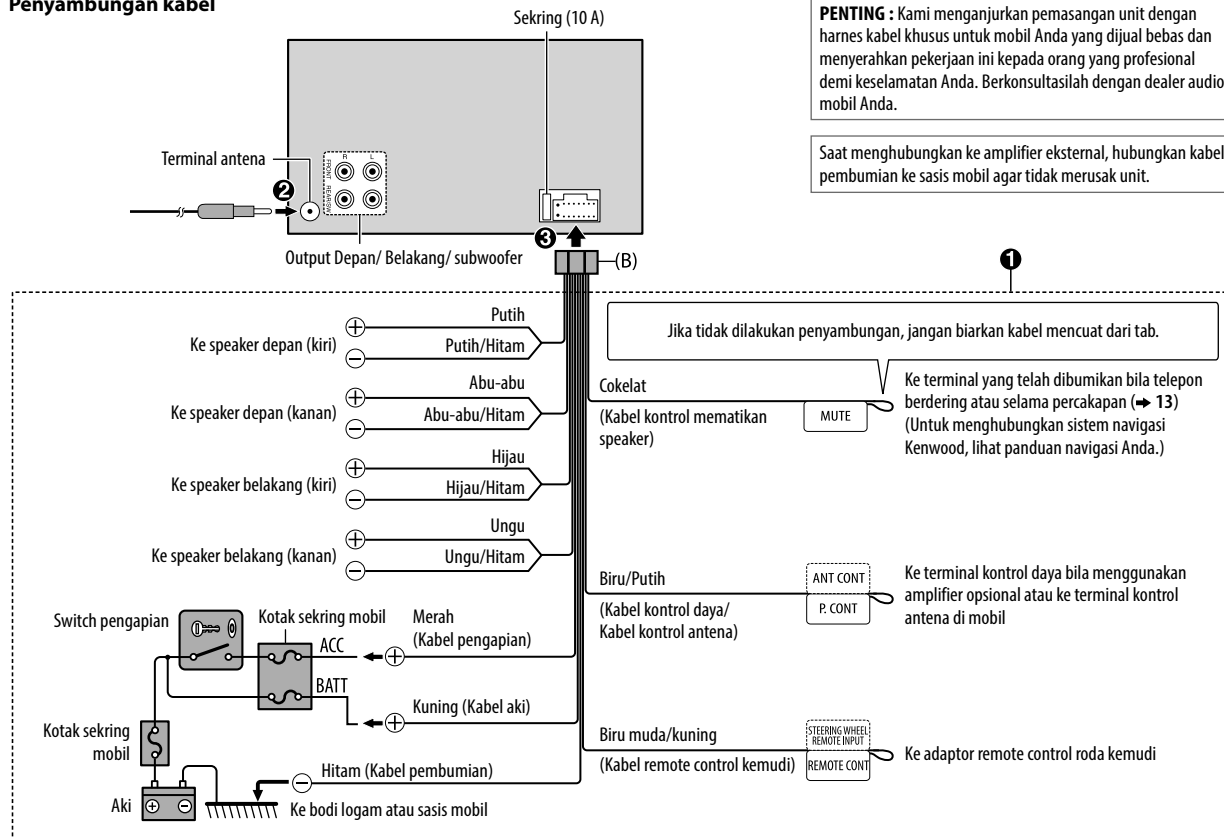 Penyambungan kabel
Sekring (10 A)
PENTING : Kami menganjurkan pemasangan unit dengan
harnes kabel khusus untuk mobil Anda yang dijual bebas dan
menyerahkan pekerjaan ini kepada orang yang profesional
demi keselamatan Anda. Berkonsultasilah dengan dealer audio
mobil Anda.
Saat menghubungkan ke amplifier eksternal, hubungkan kabel
pembumian ke sasis mobil agar tidak merusak unit.
Terminal antena
R L
FRONT
REAR/SW
2
3
Output Depan/ Belakang/ subwoofer
(B)
1
Putih
Ke speaker depan (kiri)
Putih/Hitam
Abu-abu
Ke speaker depan (kanan)
Abu-abu/Hitam
Hijau
Ke speaker belakang (kiri)
Hijau/Hitam
Ungu
Ke speaker belakang (kanan)
Ungu/Hitam
Jika tidak dilakukan penyambungan, jangan biarkan kabel mencuat dari tab.
Cokelat
(Kabel kontrol mematikan
speaker)
MUTE
Ke terminal yang telah dibumikan bila telepon
berdering atau selama percakapan (➜ 13)
(Untuk menghubungkan sistem navigasi
Kenwood, lihat panduan navigasi Anda.)
Biru/Putih
(Kabel kontrol daya/
Kabel kontrol antena)
ANT CONT
P. CONT
Ke terminal kontrol daya bila menggunakan
amplifier opsional atau ke terminal kontrol
antena di mobil
Switch pengapian
Kotak sekring mobil
Merah
(Kabel pengapian)
ACC
BATT
Kuning (Kabel aki)
Kotak sekring
mobil
Hitam (Kabel pembumian)
Aki
Ke bodi logam atau sasis mobil
Biru muda/kuning
(Kabel remote control kemudi)
STEERING WHEEL
REMOTE INPUT
REMOTE CONT
Ke adaptor remote control roda kemudi